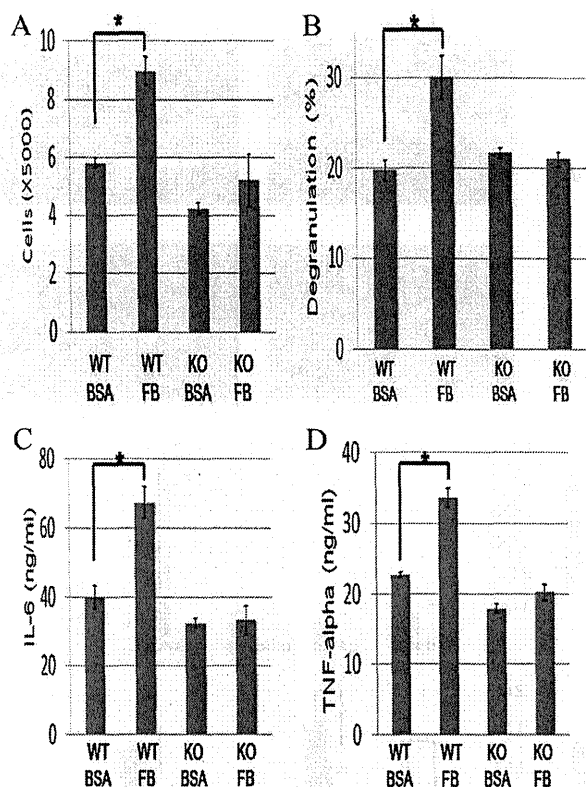 A
*
Cells (X5000)
10
8
6
4
2
0
WT WT KO KO
BSA FB BSA FB
B
*
Degranulation (%)
30
20
10
0
WT WT KO KO
BSA FB BSA FB
C
*
IL-6 (ng/ml)
80
60
40
20
0
WT WT KO KO
BSA FB BSA FB
D
*
TNF-alpha (ng/ml)
40
30
20
10
0
WT WT KO KO
BSA FB BSA FB